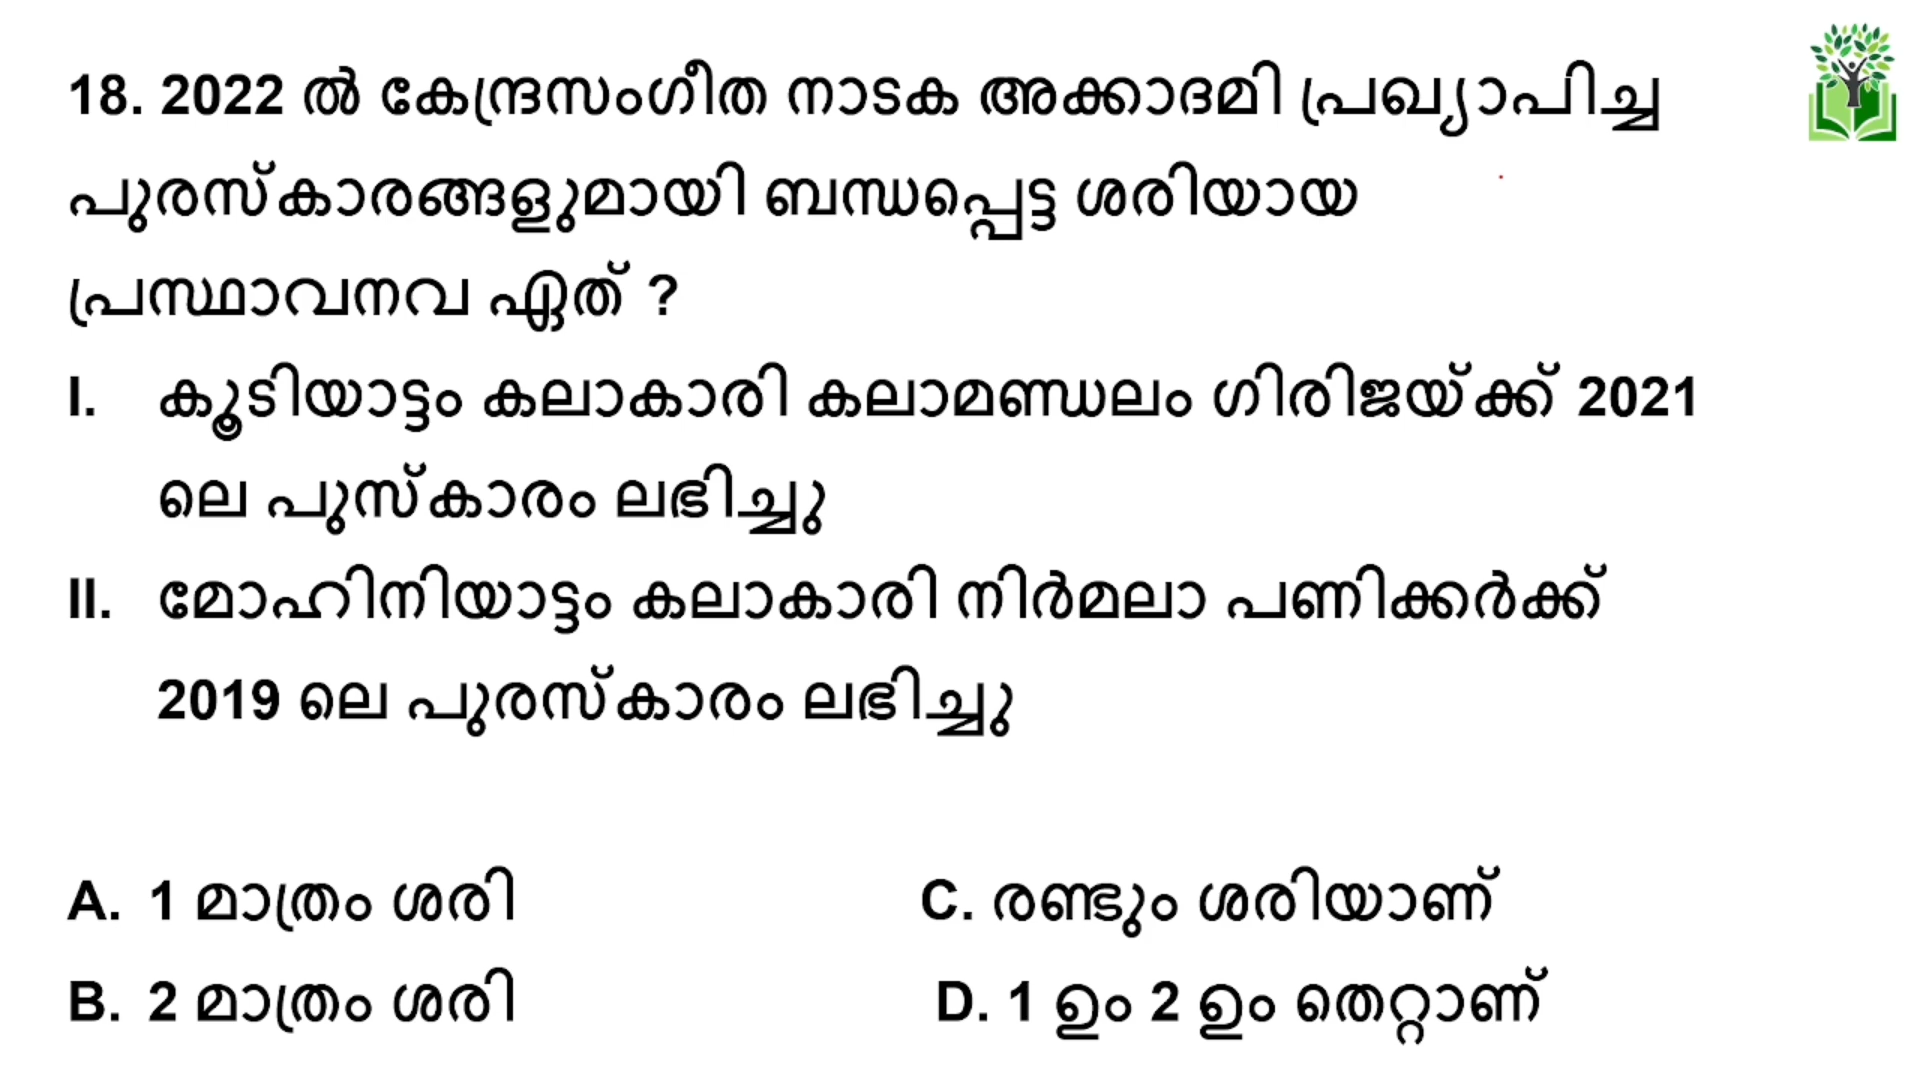 18. 2022 ൽ കേന്ദ്രസംഗീത നാടക അക്കാദമി പ്രഖ്യാപിച്ച
പുരസ്‌കാരങ്ങളുമായി ബന്ധപ്പെട്ട ശരിയായ
പ്രസ്ഥാവനവ ഏത് ?
I. കൂടിയാട്ടം കലാകാരി കലാമണ്ഡലം ഗിരിജയ്ക്ക് 2021
ലെ പുസ്‌കാരം ലഭിച്ചു
II. മോഹിനിയാട്ടം കലാകാരി നിർമലാ പണിക്കർക്ക്
2019 ലെ പുരസ്‌കാരം ലഭിച്ചു
A. 1 മാത്രം ശരി C. രണ്ടും ശരിയാണ്
B. 2 മാത്രം ശരി D. 1 ഉം 2 ഉം തെറ്റാണ്